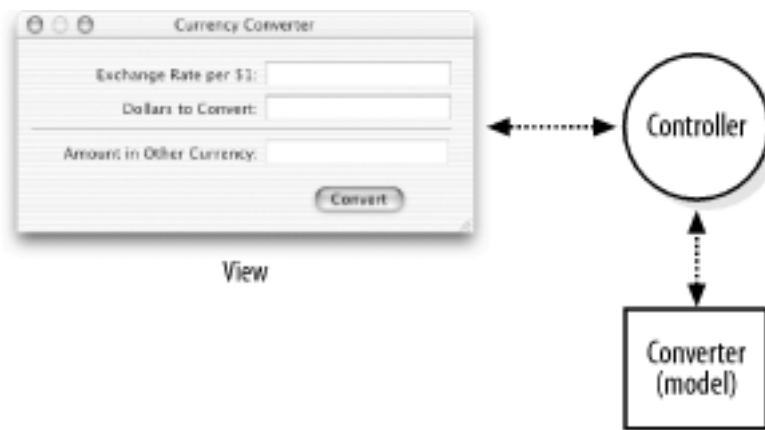 Currency Converter
Exchange Rate per $1:
Dollars to Convert:
Amount in Other Currency:
Convert
View
Controller
Converter
(model)